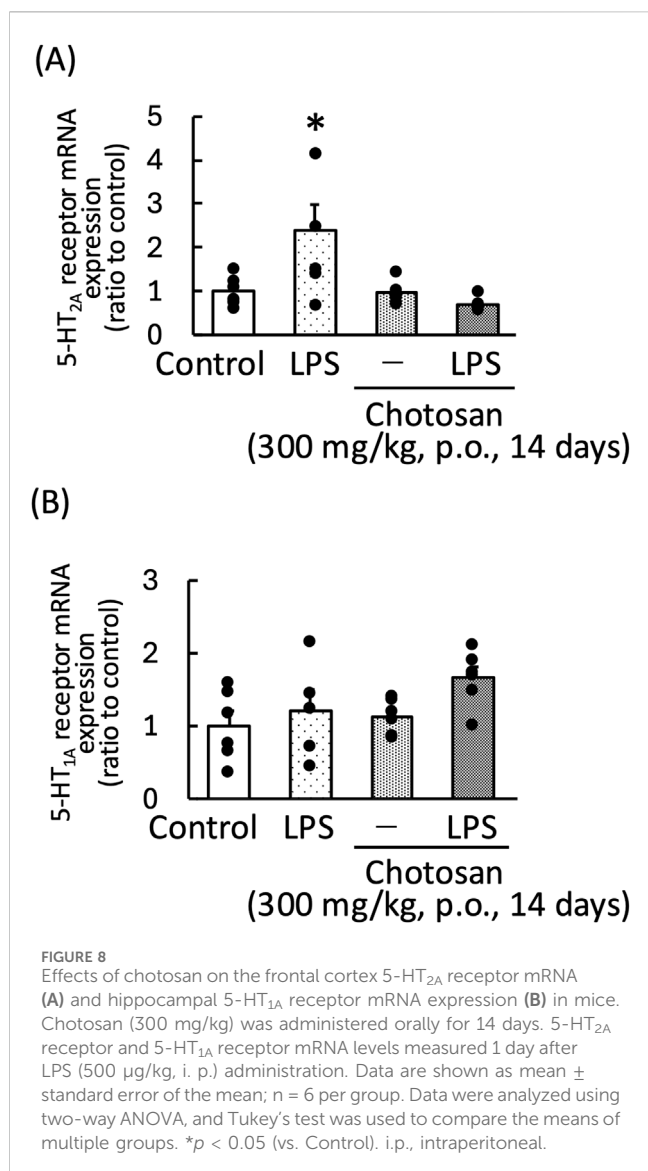 (A)
5-HT2A receptor mRNA
expression
(ratio to control)
5
4
3
2
1
0
*
Control LPS — LPS
Chotosan
(300 mg/kg, p.o., 14 days)
(B)
5-HT1A receptor mRNA
expression
(ratio to control)
3
2
1
0
Control LPS — LPS
Chotosan
(300 mg/kg, p.o., 14 days)
FIGURE 8
Effects of chotosan on the frontal cortex 5-HT2A receptor mRNA
(A) and hippocampal 5-HT1A receptor mRNA expression (B) in mice.
Chotosan (300 mg/kg) was administered orally for 14 days. 5-HT2A
receptor and 5-HT1A receptor mRNA levels measured 1 day after
LPS (500 μg/kg, i. p.) administration. Data are shown as mean ±
standard error of the mean; n = 6 per group. Data were analyzed using
two-way ANOVA, and Tukey's test was used to compare the means of
multiple groups. *p < 0.05 (vs. Control). i.p., intraperitoneal.